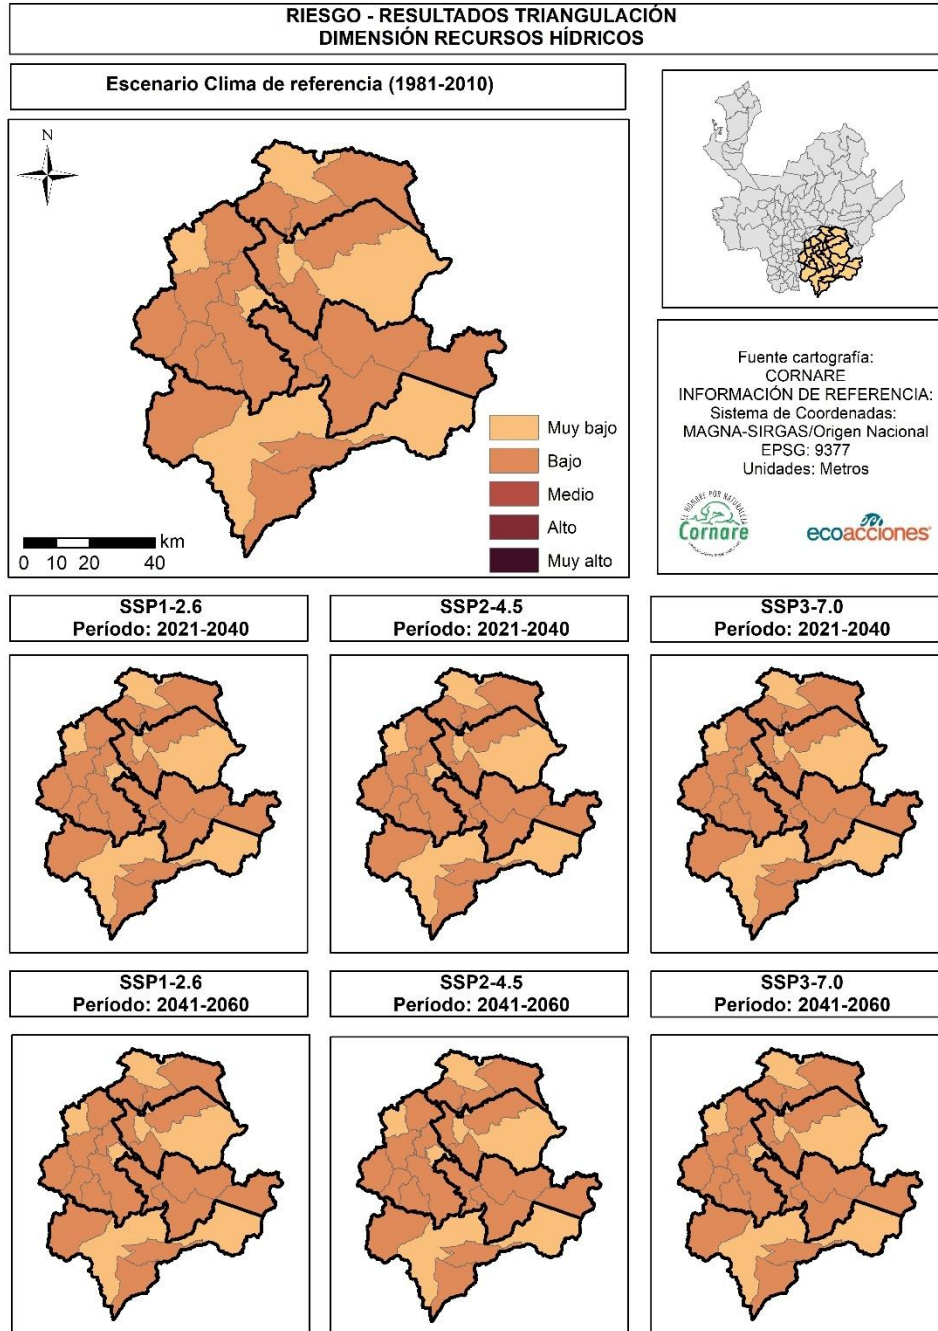 RIESGO - RESULTADOS TRIANGULACIÓN
DIMENSIÓN RECURSOS HÍDRICOS
Escenario Clima de referencia (1981-2010)
N
Muy bajo
Bajo
Medio
Alto
Muy alto
km
0 10 20 40
Fuente cartografía:
CORNARE
INFORMACIÓN DE REFERENCIA:
Sistema de Coordenadas:
MAGNA-SIRGAS/Origen Nacional
EPSG: 9377
Unidades: Metros
Cornare
ecoacciones
SSP1-2.6
Período: 2021-2040
SSP2-4.5
Período: 2021-2040
SSP3-7.0
Período: 2021-2040
SSP1-2.6
Período: 2041-2060
SSP2-4.5
Período: 2041-2060
SSP3-7.0
Período: 2041-2060